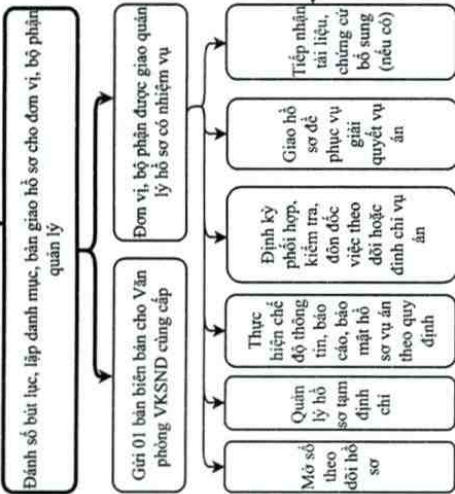 Đánh số bút lục, lập danh mục, bàn giao hồ sơ cho đơn vị, bộ phận
quản lý
Gửi 01 bản biên bản cho Văn
phòng VKSND cùng cấp
Đơn vị, bộ phận được giao quản
lý hồ sơ có nhiệm vụ
Mở sổ
theo
dõi hồ
sơ
Quản
lý hồ
sơ tạm
đình
chỉ
Thực
hiện chế
độ thông
tin, báo
cáo, bảo
mật hồ
sơ vụ án
theo quy
định
Định kỳ
phối hợp,
kiểm tra,
đôn đốc
việc theo
dõi hoặc
đình chỉ vụ
án
Giao hồ
sơ để
phục vụ
giải
quyết vụ
án
Tiếp nhận
tài liệu,
chứng cứ
bổ sung
(nếu có)